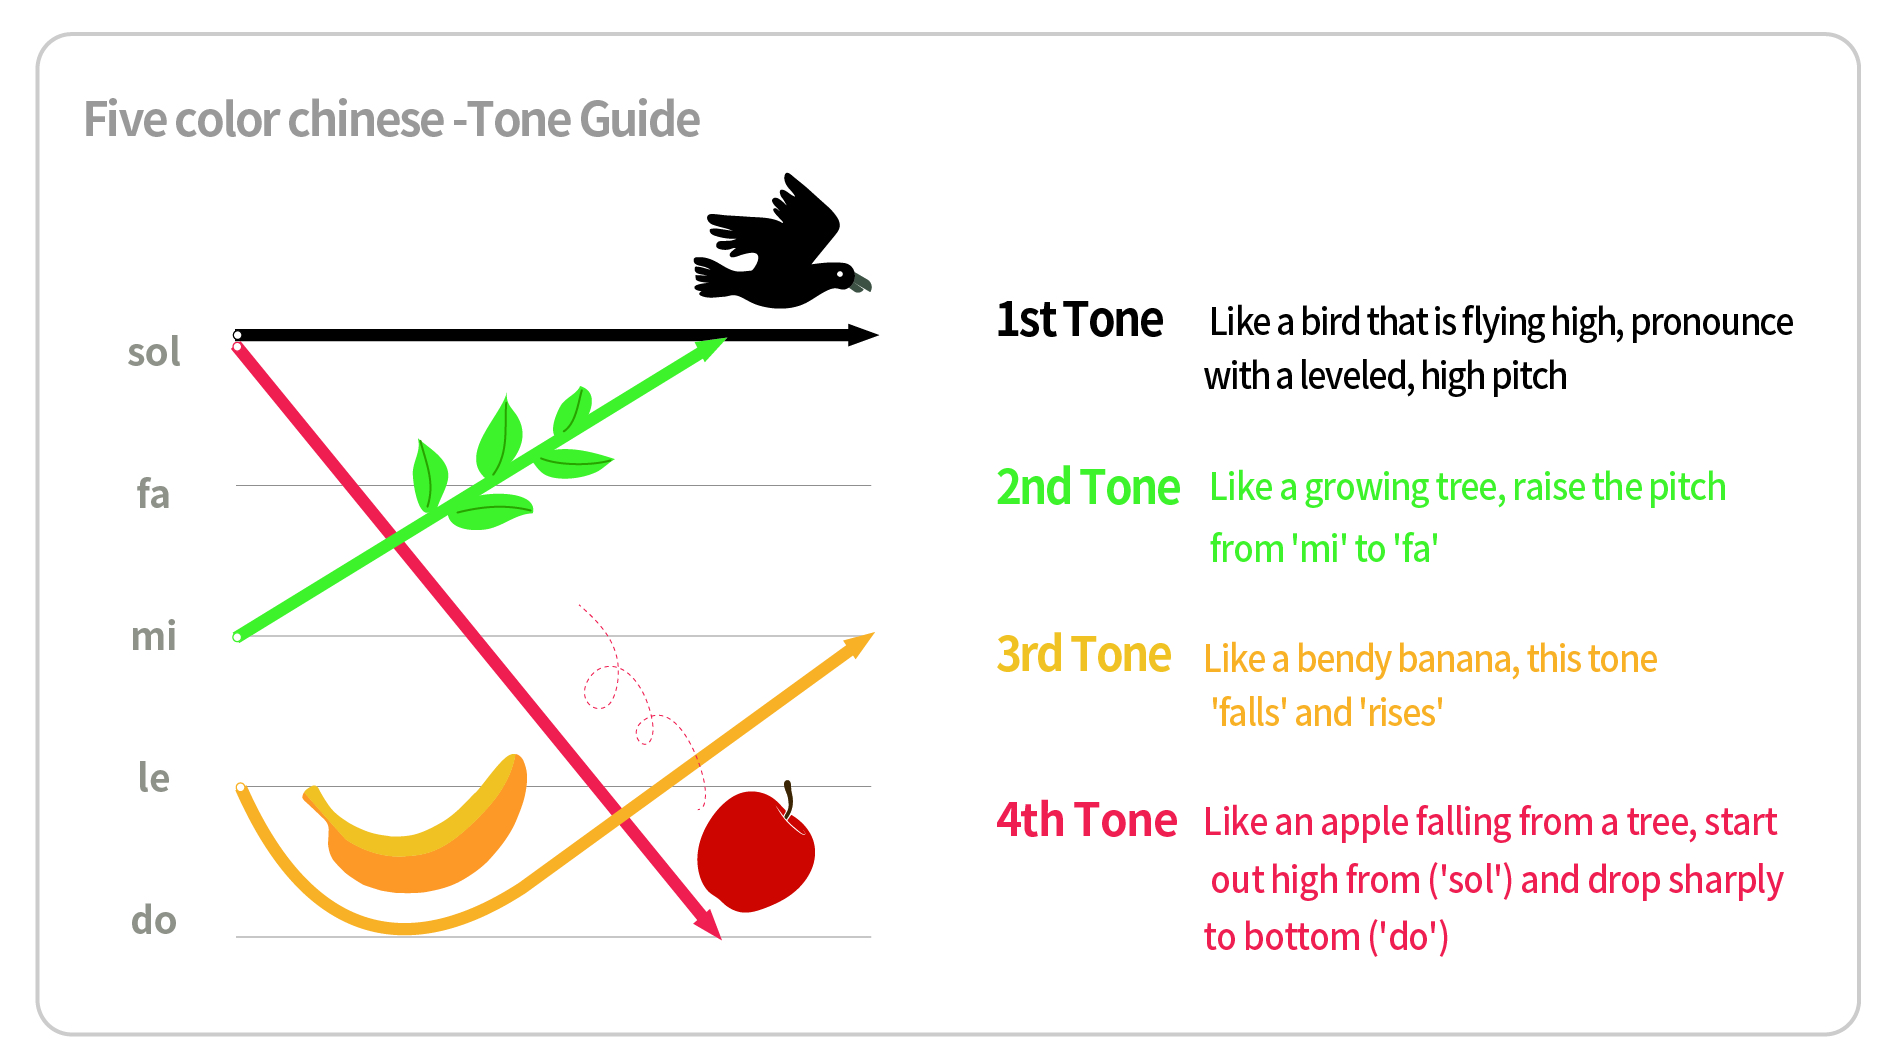 Five color chinese -Tone Guide
sol
fa
mi
le
do
1st Tone Like a bird that is flying high, pronounce
with a leveled, high pitch
2nd Tone Like a growing tree, raise the pitch
from 'mi' to 'fa'
3rd Tone Like a bendy banana, this tone
'falls' and 'rises'
4th Tone Like an apple falling from a tree, start
out high from ('sol') and drop sharply
to bottom ('do')